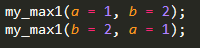 my_max1(a = 1, b = 2);
my_max1(b = 2, a = 1);